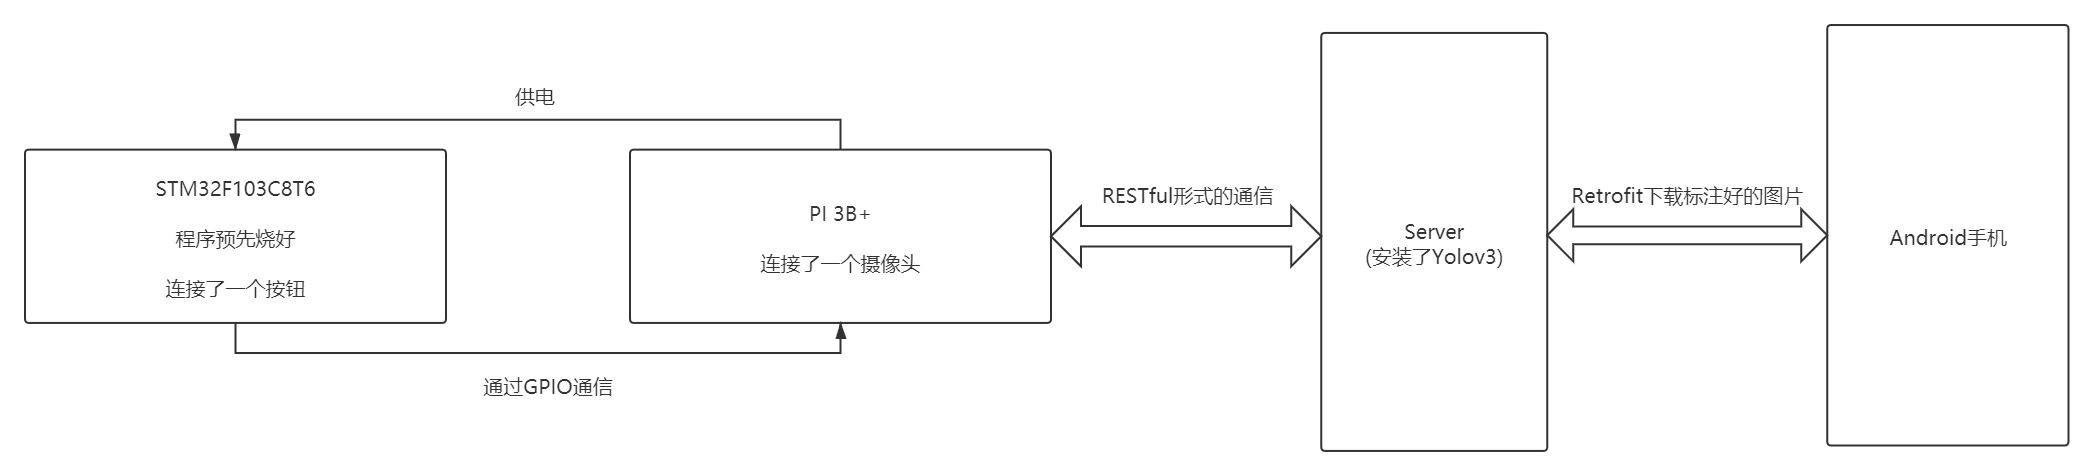 供电
STM32F103C8T6
程序预先烧好
连接了一个按钮
通过GPIO通信
PI 3B+
连接了一个摄像头
RESTful形式的通信
Server
(安装了Yolov3)
Retrofit下载标注好的图片
Android手机